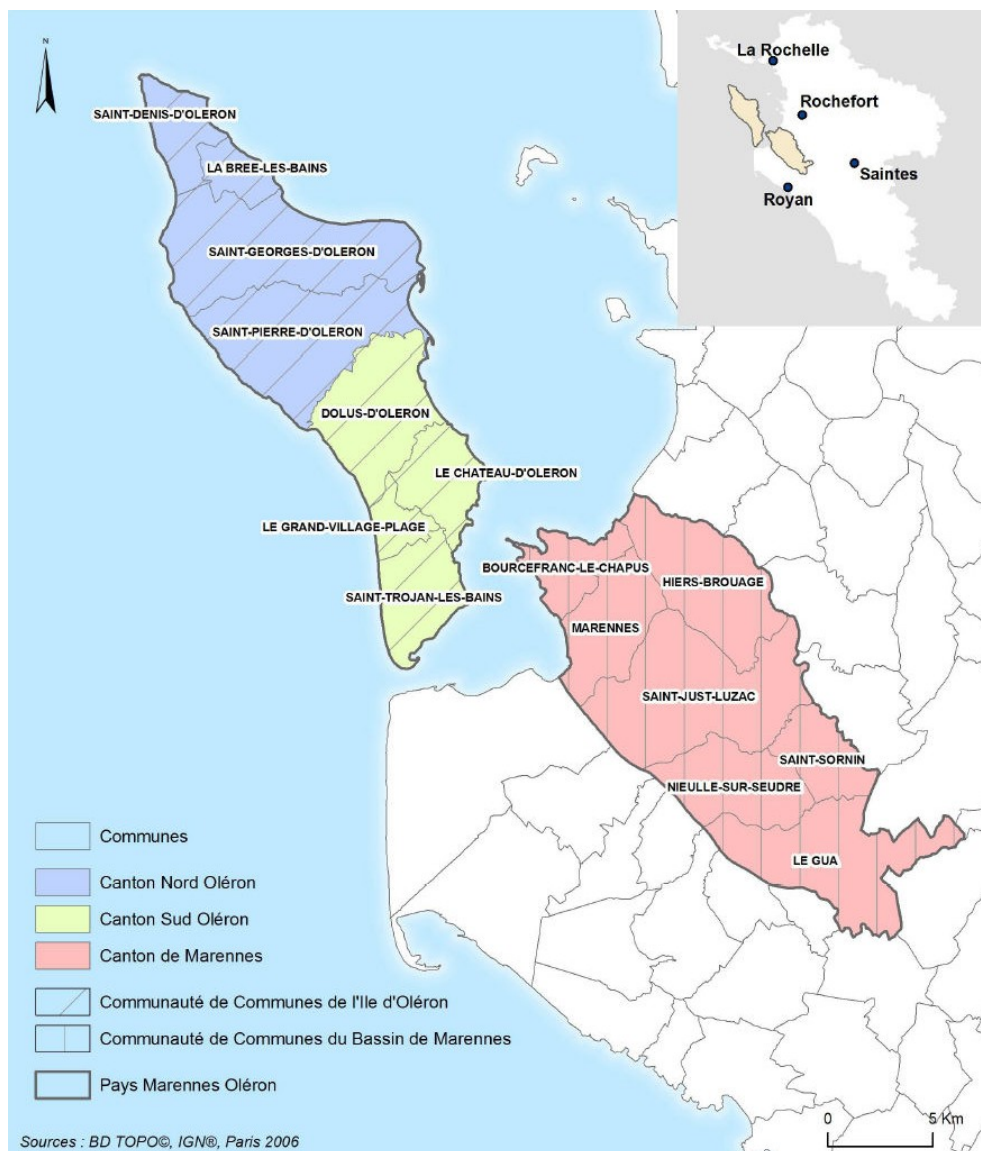 N
La Rochelle
Rochefort
Saintes
Royan
SAINT-DENIS-D'OLERON
LA BREE-LES-BAINS
SAINT-GEORGES-D'OLERON
SAINT-PIERRE-D'OLERON
DOLUS-D'OLERON
LE CHATEAU-D'OLERON
LE GRAND-VILLAGE-PLAGE
SAINT-TROJAN-LES-BAINS
BOURCEFRANC-LE-CHAPUS
HIERS-BROUAGE
MARENNES
SAINT-JUST-LUZAC
SAINT-SORNIN
NIEULLE-SUR-SEUDRE
LE GUA
Communes
Canton Nord Oléron
Canton Sud Oléron
Canton de Marennes
Communauté de Communes de l'Ile d'Oléron
Communauté de Communes du Bassin de Marennes
Pays Marennes Oléron
0 5 Km
Sources : BD TOPO©, IGN®, Paris 2006